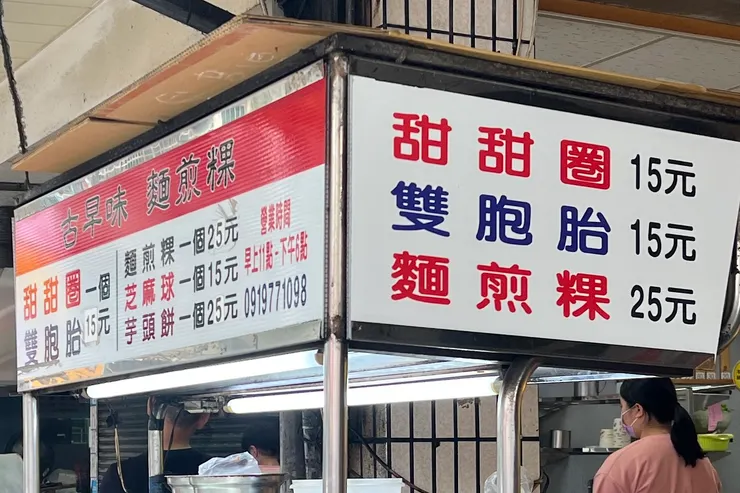 古早味 麵煎粿
甜甜圈 一個
雙胞胎 15元
麵煎粿 一個25元
芝麻球 一個15元
芋頭餅 一個25元
營業時間
早上11點-下午6點
0919771098
甜甜圈 15元
雙胞胎 15元
麵煎粿 25元